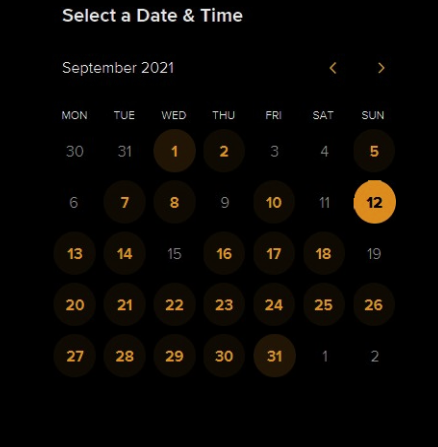 Select a Date & Time
September 2021
MON TUE WED THU FRI SAT SUN
30 31 1 2 3 4 5
6 7 8 9 10 11 12
13 14 15 16 17 18 19
20 21 22 23 24 25 26
27 28 29 30 31 1 2